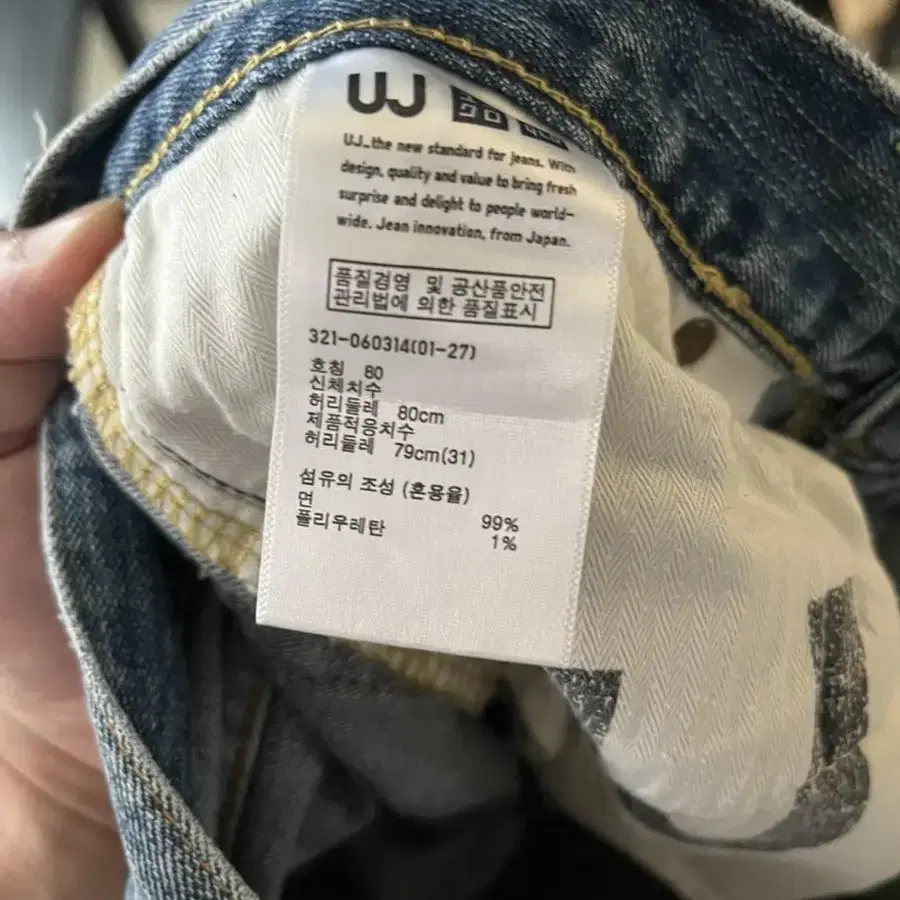 UJ
UJ_the new standard for jeans. With
design, quality and value to bring fresh
surprise and delight to people world-
wide. Jean innovation, from Japan.
품질경영 및 공산품안전
관리법에 의한 품질표시
321-060314(01-27)
호칭 80
신체치수
허리둘레 80cm
제품적응치수
허리둘레 79cm(31)
섬유의 조성 (혼용율)
면 99%
폴리우레탄 1%